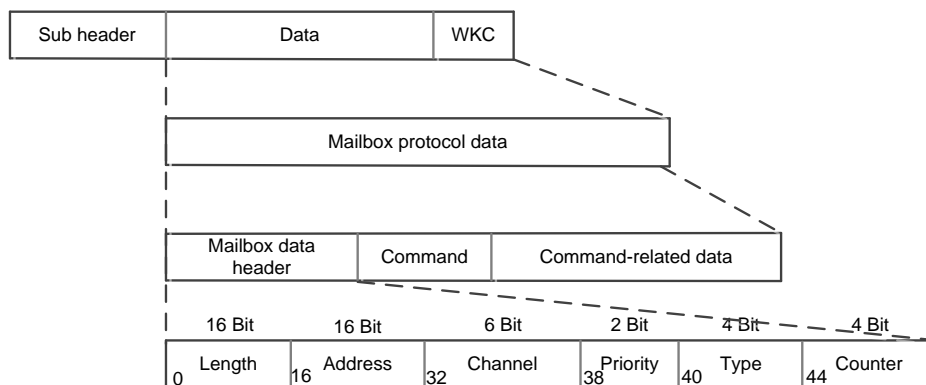 Sub header Data WKC
Mailbox protocol data
Mailbox data
header
Command Command-related data
16 Bit 16 Bit 6 Bit 2 Bit 4 Bit 4 Bit
Length Address Channel Priority Type Counter
0 16 32 38 40 44